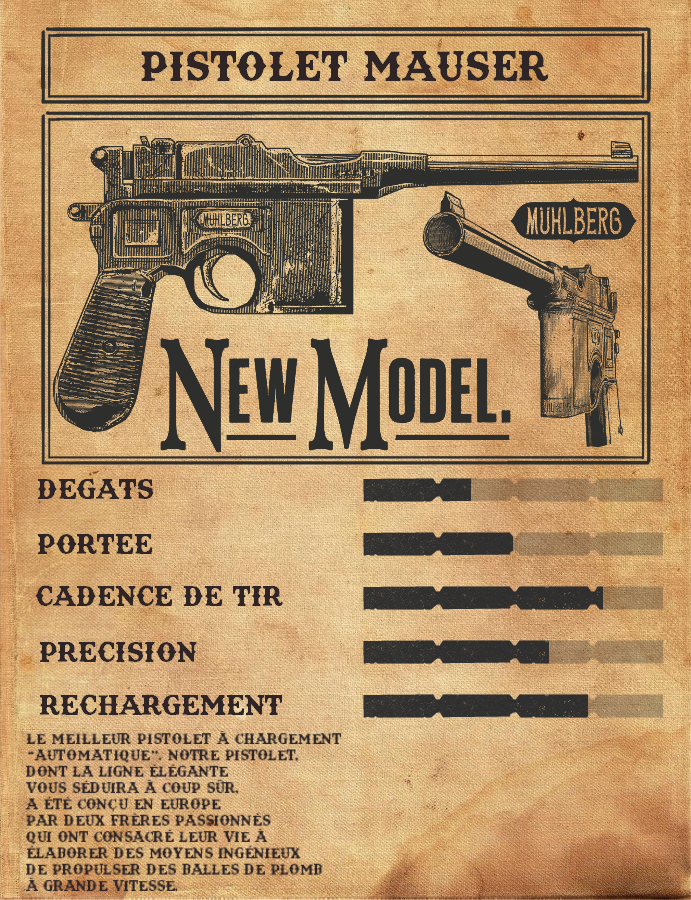 PISTOLET MAUSER
MUHLBERG
MUHLBERG
NEW MODEL.
DEGATS
PORTEE
CADENCE DE TIR
PRECISION
RECHARGEMENT
LE MEILLEUR PISTOLET À CHARGEMENT
"AUTOMATIQUE". NOTRE PISTOLET,
DONT LA LIGNE ÉLÉGANTE
VOUS SÉDUIRA À COUP SÛR,
A ÉTÉ CONÇU EN EUROPE
PAR DEUX FRÈRES PASSIONNÉS
QUI ONT CONSACRÉ LEUR VIE À
ÉLABORER DES MOYENS INGÉNIEUX
DE PROPULSER DES BALLES DE PLOMB
À GRANDE VITESSE.